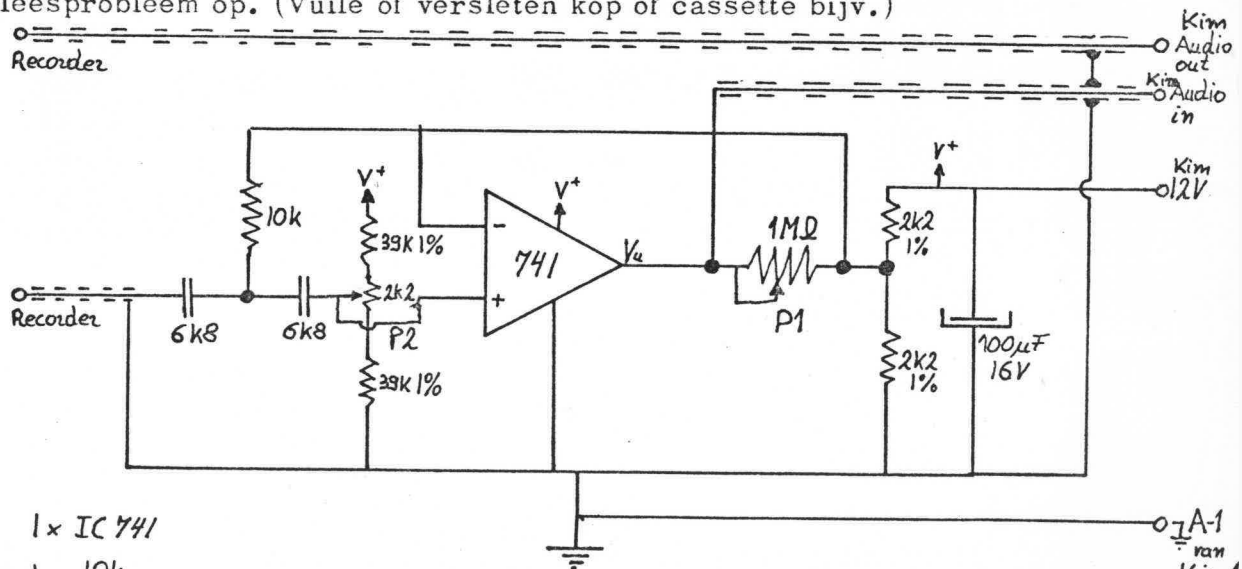 leesprobleem op. (Vuile of versleten kop of cassette bijv.)
Kim
Audio
out
Recorder
Kim
Audio
in
V+
V+
V+
Kim
12V
10k
39K 1%
1MΩ
2k2
1%
-
741
Vu
2k2
+
Recorder
6k8
6k8
P2
P1
100µF
16V
2k2
1%
39K 1%
1x IC 741
A-1
van
10k
Kim 1